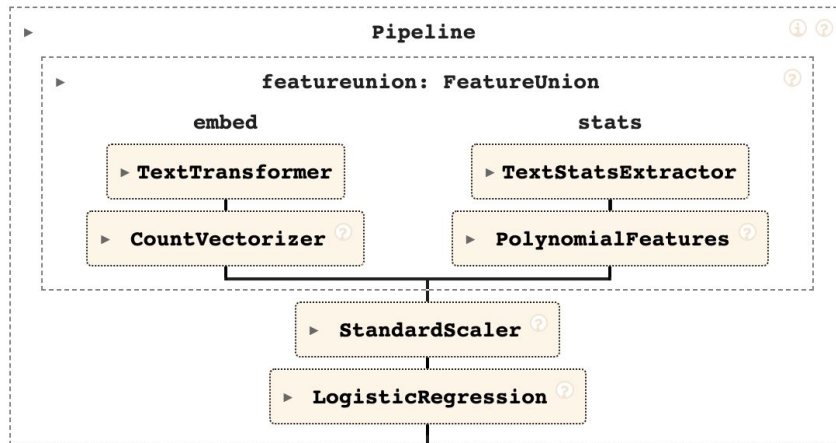 Pipeline
i ?
featureunion: FeatureUnion
?
embed
stats
TextTransformer
TextStatsExtractor
CountVectorizer ?
PolynomialFeatures ?
StandardScaler ?
LogisticRegression ?